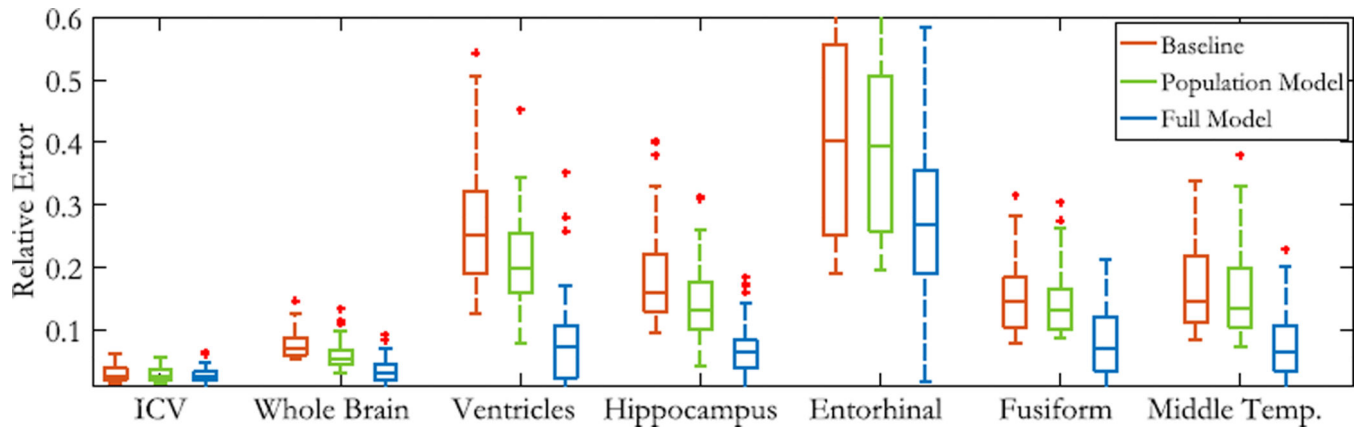 0.6
0.5
0.4
0.3
0.2
0.1
Relative Error
Baseline
Population Model
Full Model
ICV Whole Brain Ventricles Hippocampus Entorhinal Fusiform Middle Temp.